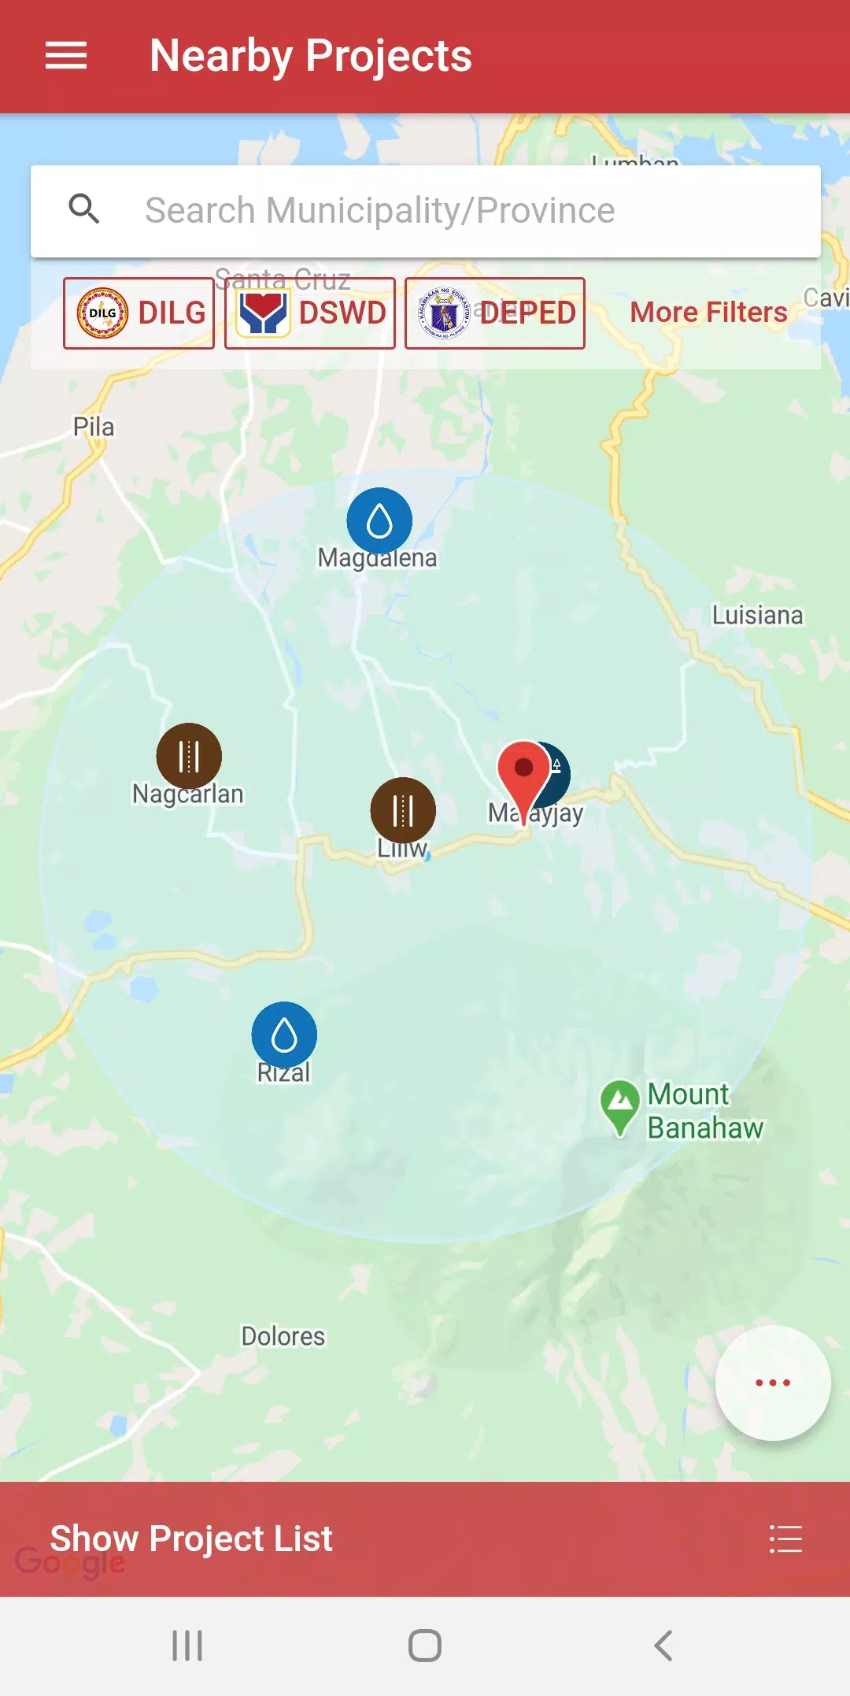 Nearby Projects
Lumban
Search Municipality/Province
Santa Cruz
Cavi
DILG DILG
DSWD
DEPED
More Filters
Pila
Magdalena
Luisiana
Nagcarlan
Liliw
Majayjay
Rizal
Mount
Banahaw
Dolores
Show Project List
Google